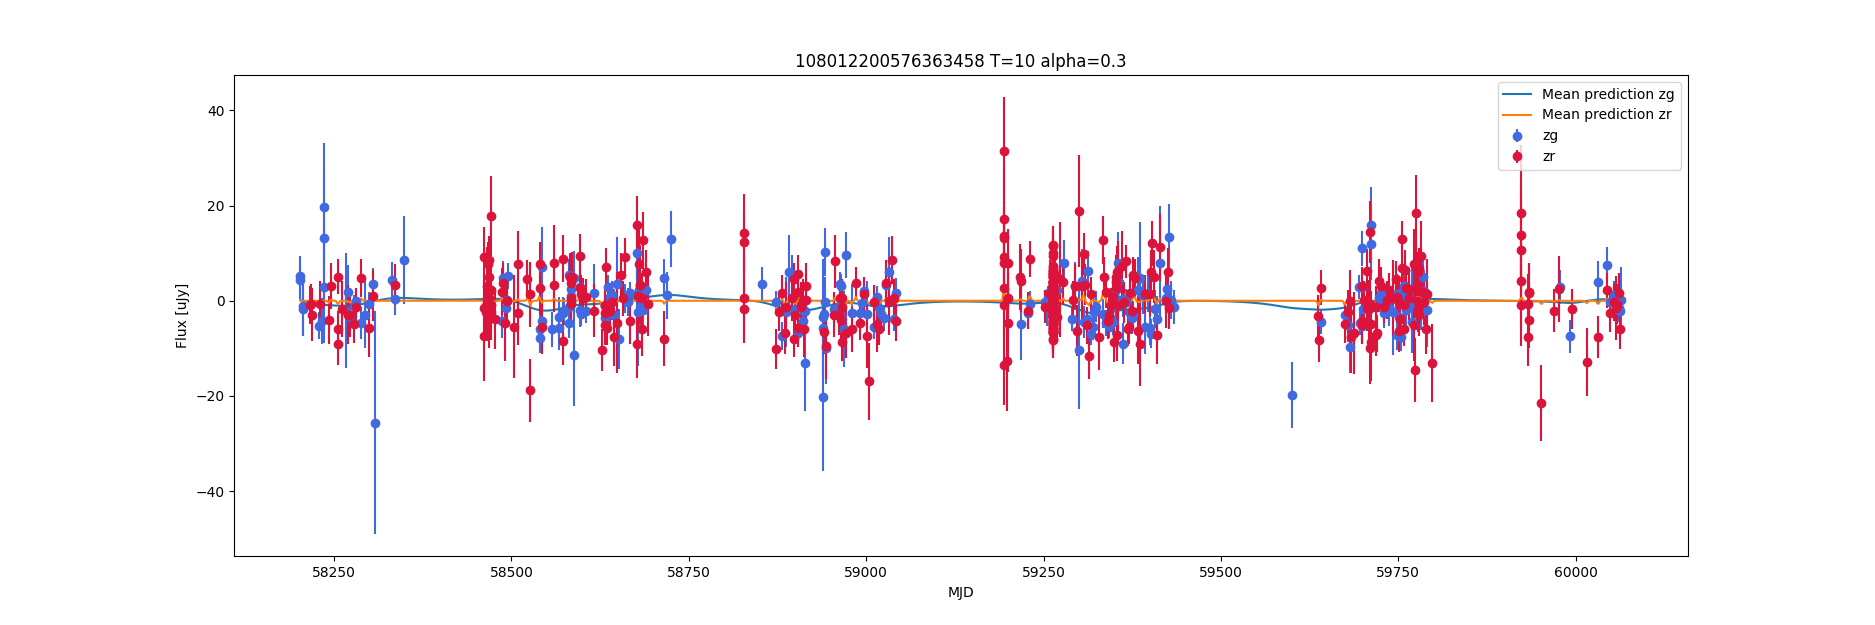 108012200576363458 T=10 alpha=0.3
Mean prediction zg
Mean prediction zr
zg
zr
40
20
0
−20
−40
Flux [uJy]
58250 58500 58750 59000 59250 59500 59750 60000
MJD